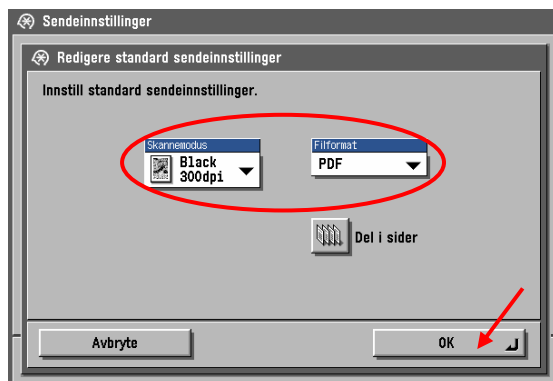 Sendeinnstillinger
Redigere standard sendeinnstillinger
Innstill standard sendeinnstillinger.
Skannemodus
Black
300dpi
Filformat
PDF
Del i sider
Avbryte
OK